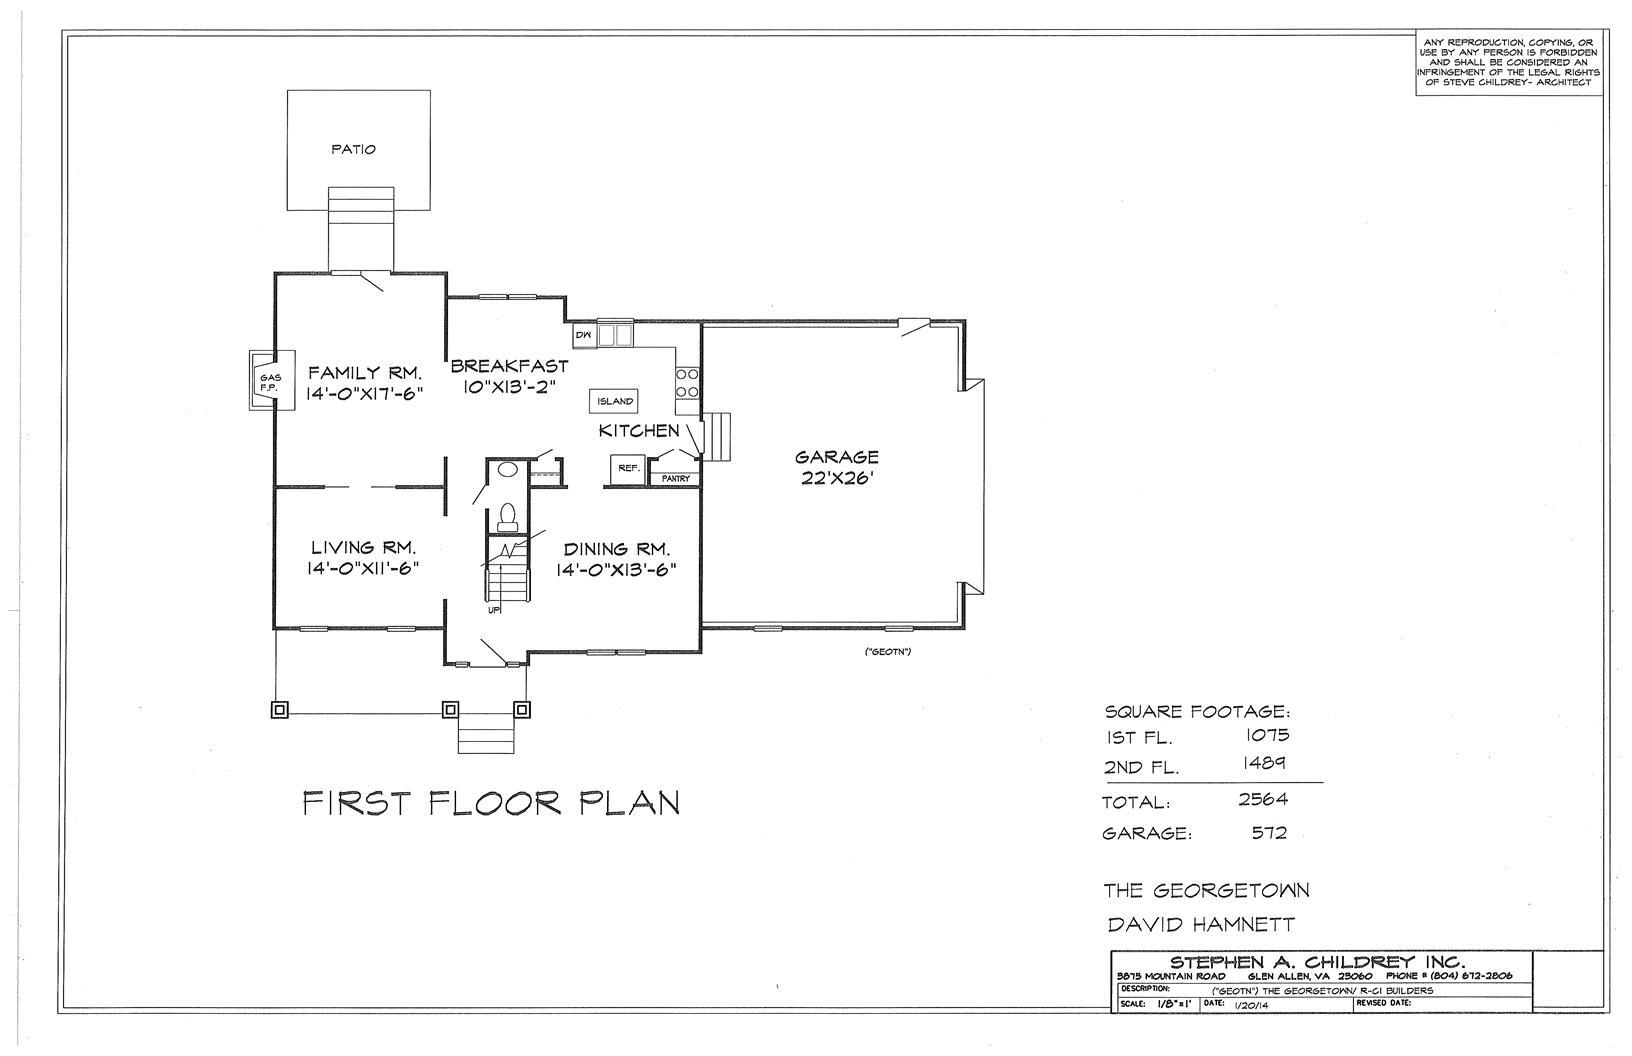 ANY REPRODUCTION, COPYING, OR
USE BY ANY PERSON IS FORBIDDEN
AND SHALL BE CONSIDERED AN
INFRINGEMENT OF THE LEGAL RIGHTS
OF STEVE CHILDREY- ARCHITECT
PATIO
GAS
F.P.
FAMILY RM.
14'-0"X17'-6"
BREAKFAST
10"X13'-2"
DW
ISLAND
KITCHEN
REF.
PANTRY
GARAGE
22'X26'
LIVING RM.
14'-0"X11'-6"
UP
DINING RM.
14'-0"X13'-6"
("GEOTN")
FIRST FLOOR PLAN
SQUARE FOOTAGE:
1ST FL. 1075
2ND FL. 1489
TOTAL: 2564
GARAGE: 572
THE GEORGETOWN
DAVID HAMNETT
STEPHEN A. CHILDREY INC.
5875 MOUNTAIN ROAD GLEN ALLEN, VA 23060 PHONE # (804) 672-2806
DESCRIPTION: ("GEOTN") THE GEORGETOWN/ R-CI BUILDERS
SCALE: 1/8"=1' DATE: 1/20/14 REVISED DATE: